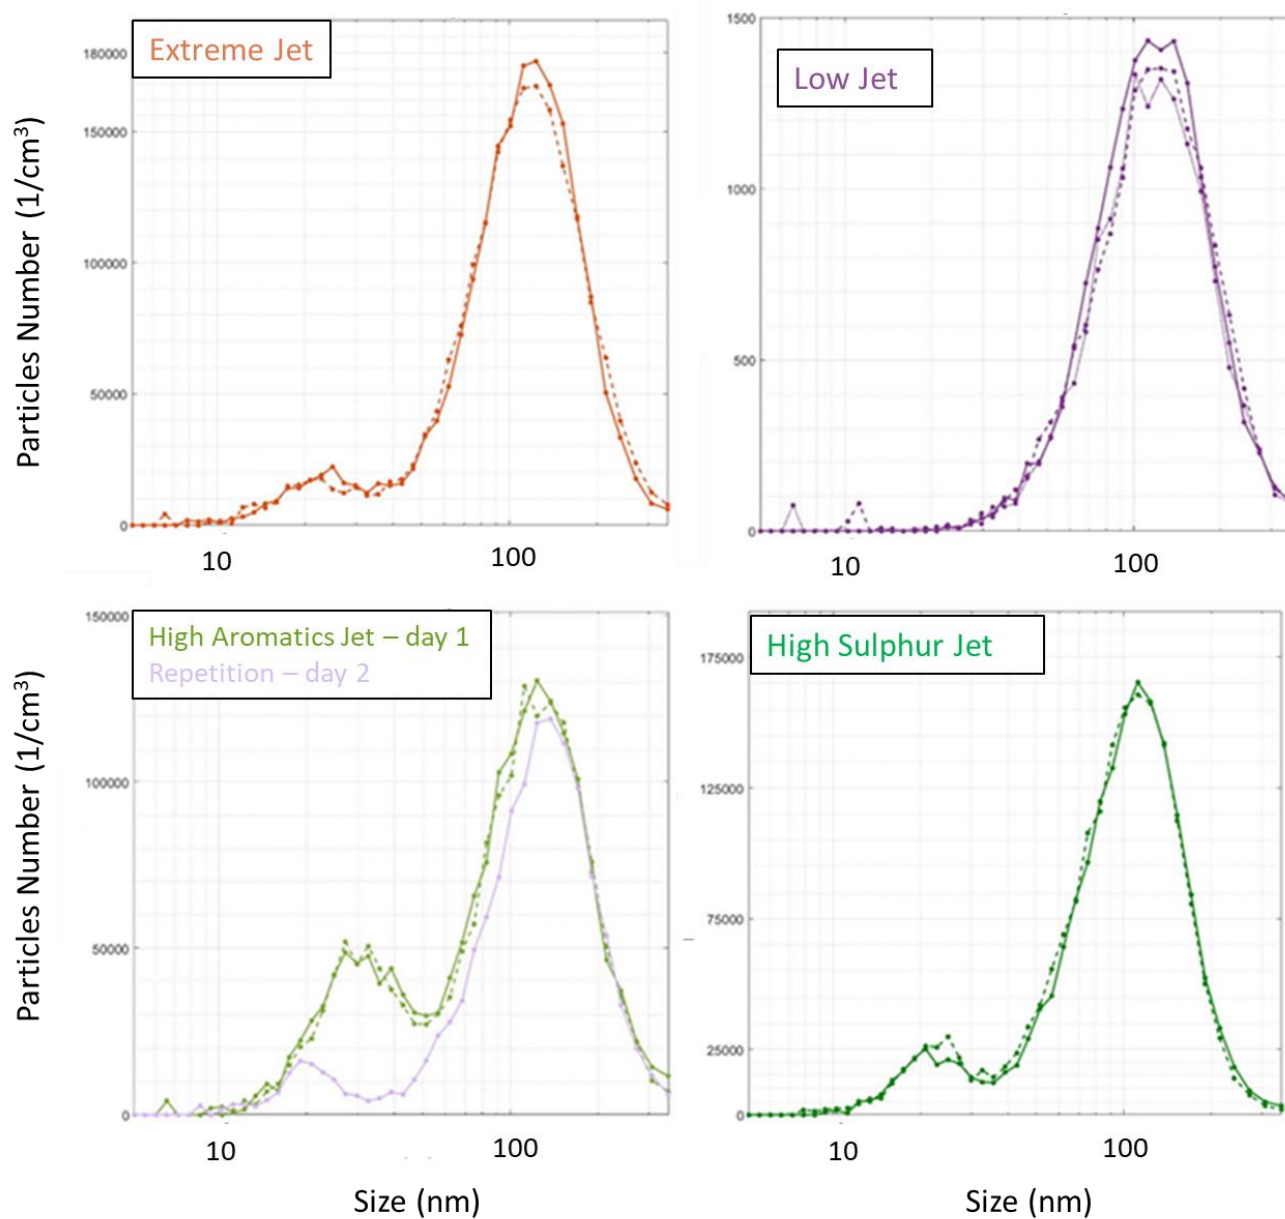 Extreme Jet
Particles Number (1/cm³)
180000
150000
100000
50000
0
10
100
Low Jet
1500
1000
500
0
10
100
High Aromatics Jet – day 1
Repetition – day 2
Particles Number (1/cm³)
150000
100000
50000
0
10
100
Size (nm)
High Sulphur Jet
175000
125000
75000
25000
0
10
100
Size (nm)